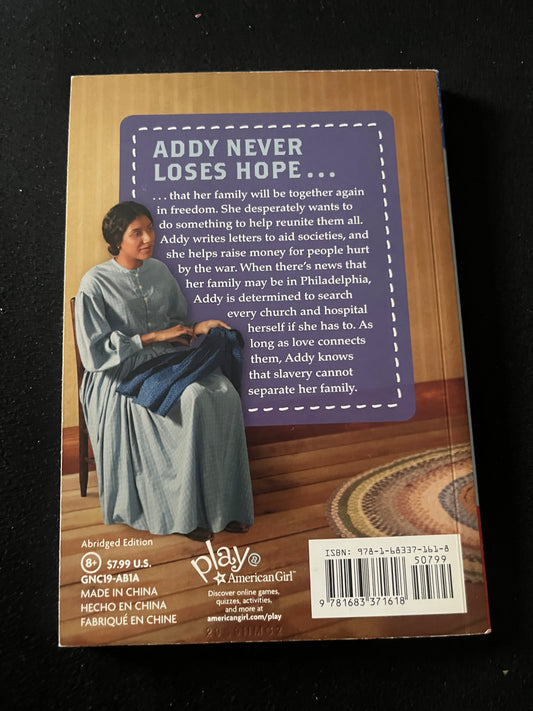 ADDY NEVER
LOSES HOPE . . .
. . . that her family will be together again
in freedom. She desperately wants to
do something to help reunite them all.
Addy writes letters to aid societies, and
she helps raise money for people hurt
by the war. When there's news that
her family may be in Philadelphia,
Addy is determined to search
every church and hospital
herself if she has to. As
long as love connects
them, Addy knows
that slavery cannot
separate her family.
Abridged Edition
8+ $7.99 U.S.
GNC19-AB1A
MADE IN CHINA
HECHO EN CHINA
FABRIQUÉ EN CHINE
play@
AmericanGirl
Discover online games,
quizzes, activities,
and more at
americangirl.com/play
ISBN: 978-1-68337-161-8
50799
9 781683 371618